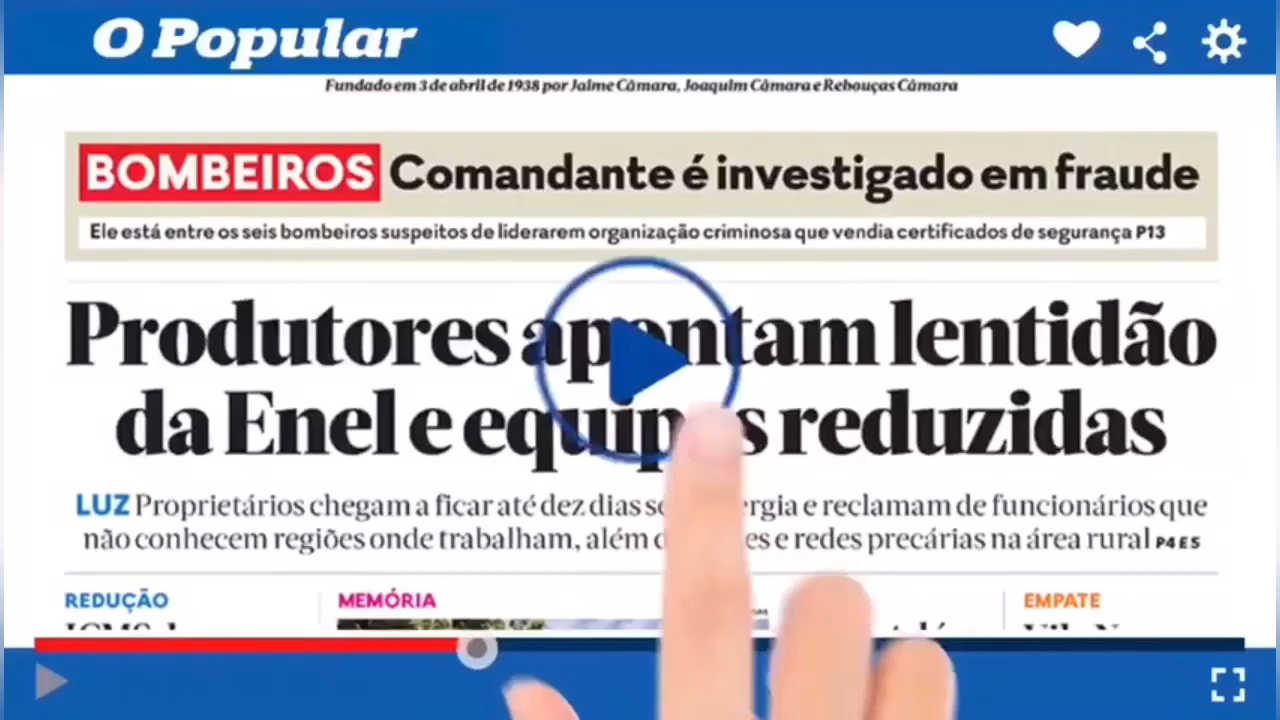 O Popular
Fundado em 3 de abril de 1938 por Jaime Câmara, Joaquim Câmara e Rebouças Câmara
BOMBEIROS Comandante é investigado em fraude
Ele está entre os seis bombeiros suspeitos de liderarem organização criminosa que vendia certificados de segurança P13
Produtores apontam lentidão
da Enel e equipes reduzidas
LUZ Proprietários chegam a ficar até dez dias e reclamam de funcionários que
não conhecem regiões onde trabalham, além e redes precárias na área rural P4 E 5
REDUÇÃO MEMÓRIA EMPATE